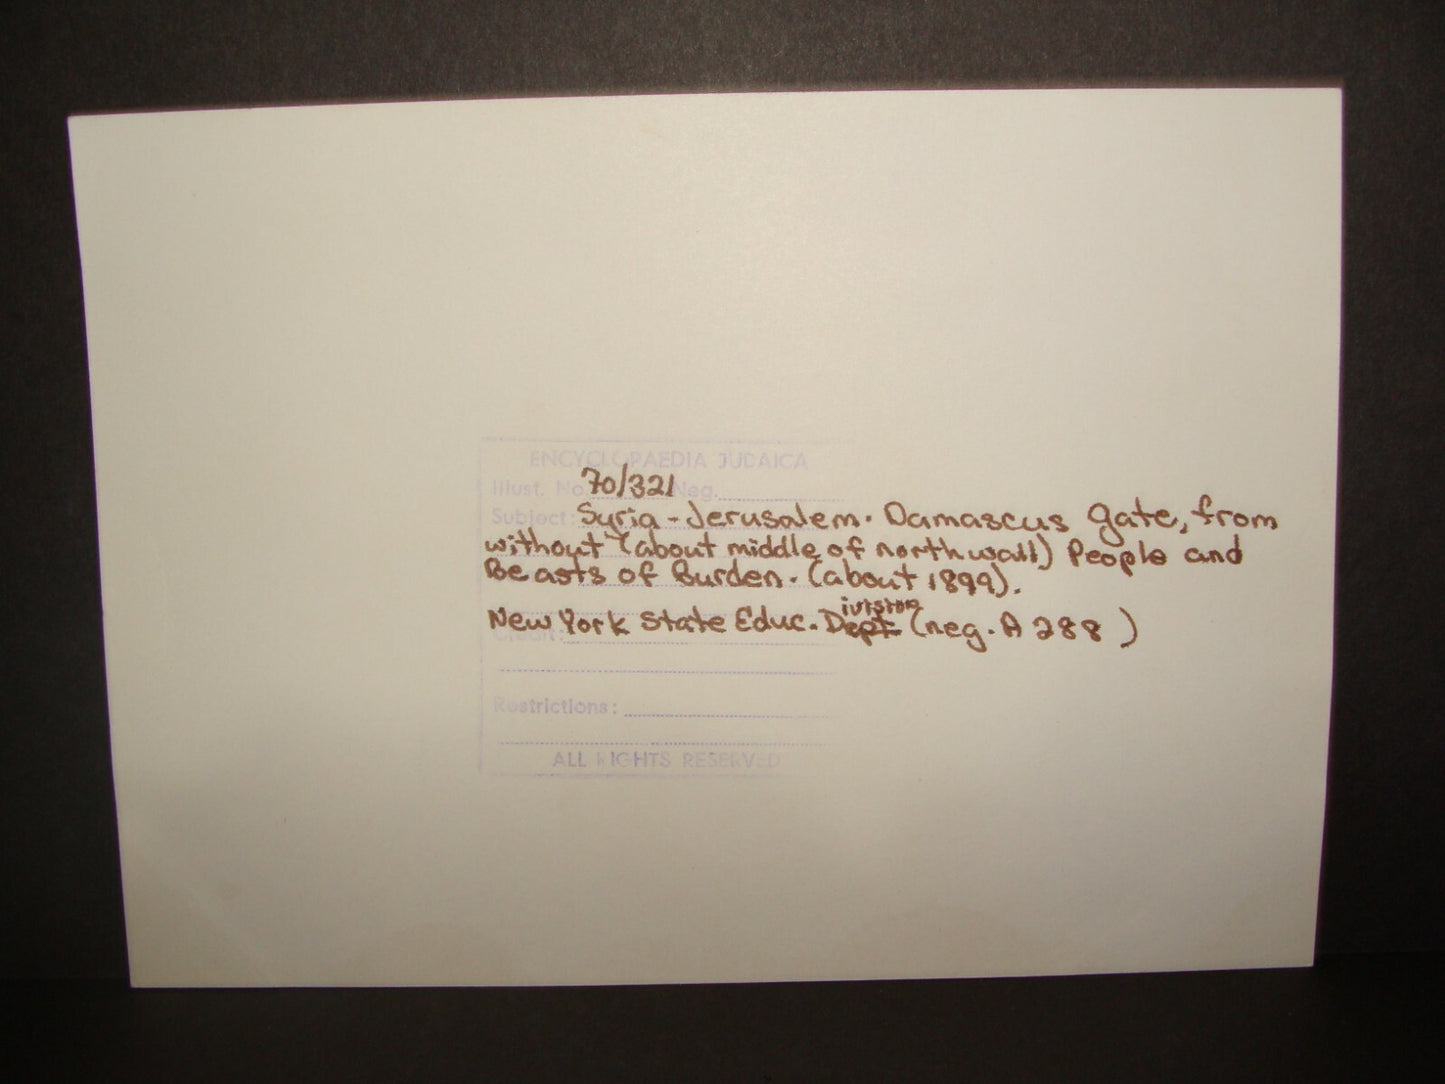 ENCYCLOPAEDIA JUDAICA
Illust. No. 70/321 Neg.
Subject: Syria - Jerusalem. Damascus Gate, from
without (about middle of north wall) People and
Beasts of Burden. (about 1899).
Credit: New York State Educ. Dept ivision (neg. A 288 )
Restrictions:
ALL RIGHTS RESERVED